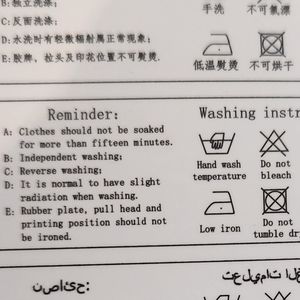 B:独立洗涤;
C:反面洗涤;
D:水洗时有轻微辐射属正常现象;
E:胶牌、拉头及印花位置不可熨烫.
手洗
不可氯漂
低温熨烫
不可烘干
Reminder:
A: Clothes should not be soaked
for more than fifteen minutes.
B: Independent washing;
C: Reverse washing;
D: It is normal to have slight
radiation when washing.
E: Rubber plate, pull head and
printing position should not
be ironed.
Washing instr
Hand wash
temperature
Do not
bleach
Low iron
Do not
tumble dry
نصائح:
تعليمات الغ